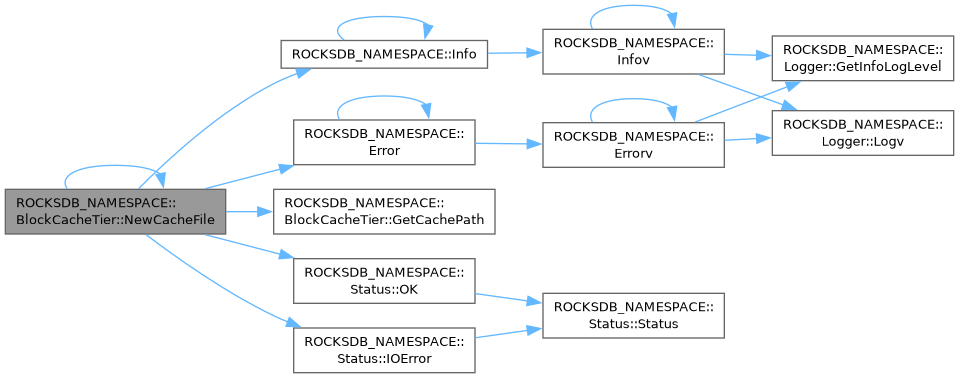 ROCKSDB_NAMESPACE::
BlockCacheTier::NewCacheFile
ROCKSDB_NAMESPACE::Info
ROCKSDB_NAMESPACE::
Error
ROCKSDB_NAMESPACE::
BlockCacheTier::GetCachePath
ROCKSDB_NAMESPACE::
Status::OK
ROCKSDB_NAMESPACE::
Status::IOError
ROCKSDB_NAMESPACE::
Infov
ROCKSDB_NAMESPACE::
Errorv
ROCKSDB_NAMESPACE::
Status::Status
ROCKSDB_NAMESPACE::
Logger::GetInfoLogLevel
ROCKSDB_NAMESPACE::
Logger::Logv